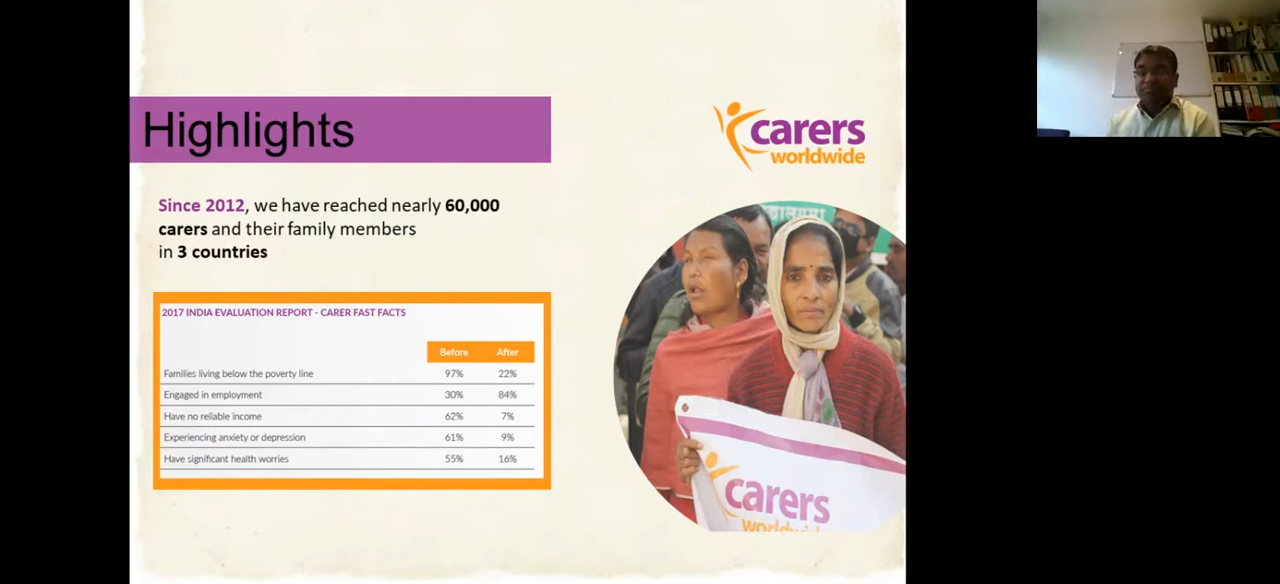 Highlights
carers
worldwide
Since 2012, we have reached nearly 60,000
carers and their family members
in 3 countries
2017 INDIA EVALUATION REPORT - CARER FAST FACTS
Before After
Families living below the poverty line 97% 22%
Engaged in employment 30% 84%
Have no reliable income 62% 7%
Experiencing anxiety or depression 61% 9%
Have significant health worries 55% 16%
carers
worldwide